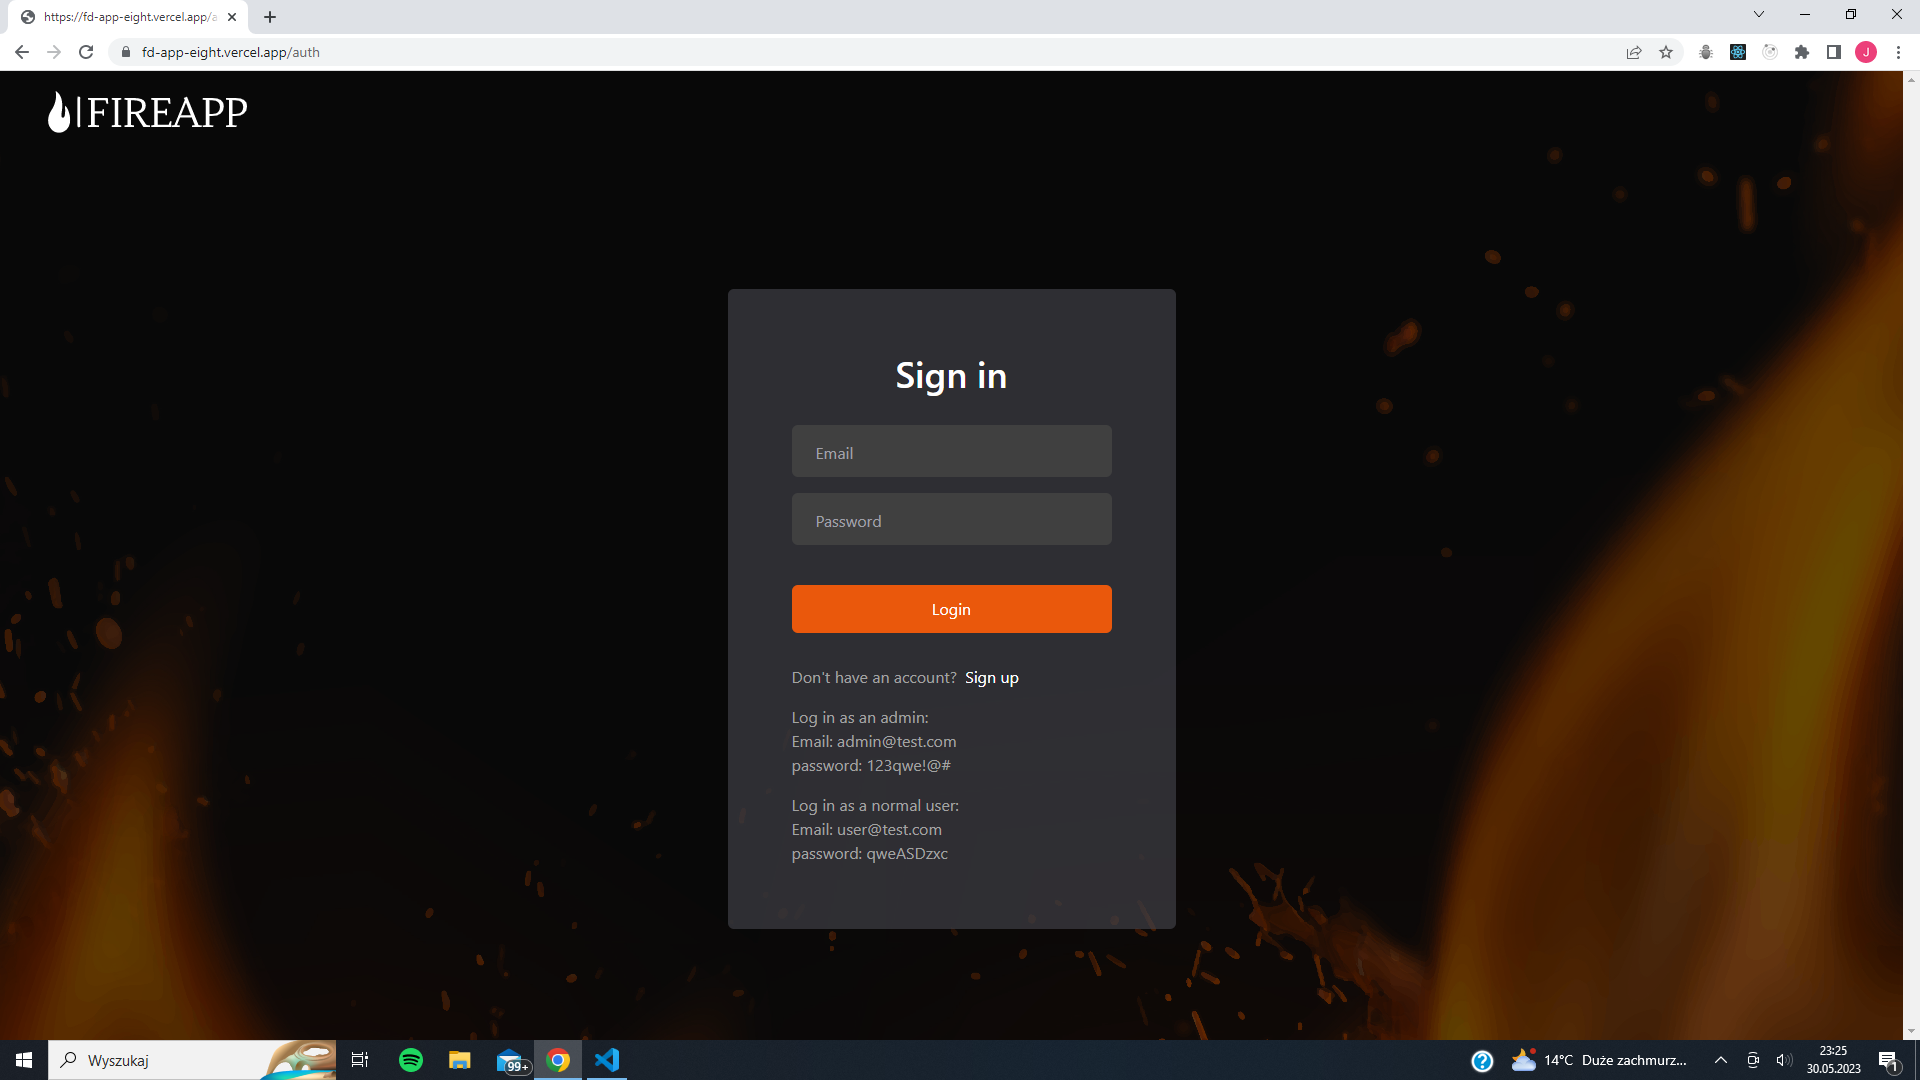 https://fd-app-eight.vercel.app/a
fd-app-eight.vercel.app/auth
J
FIREAPP
Sign in
Email
Password
Login
Don't have an account? Sign up
Log in as an admin:
Email: admin@test.com
password: 123qwe!@#
Log in as a normal user:
Email: user@test.com
password: qweASDzxc
Wyszukaj
99+
14°C Duże zachmurz...
23:25
30.05.2023
1